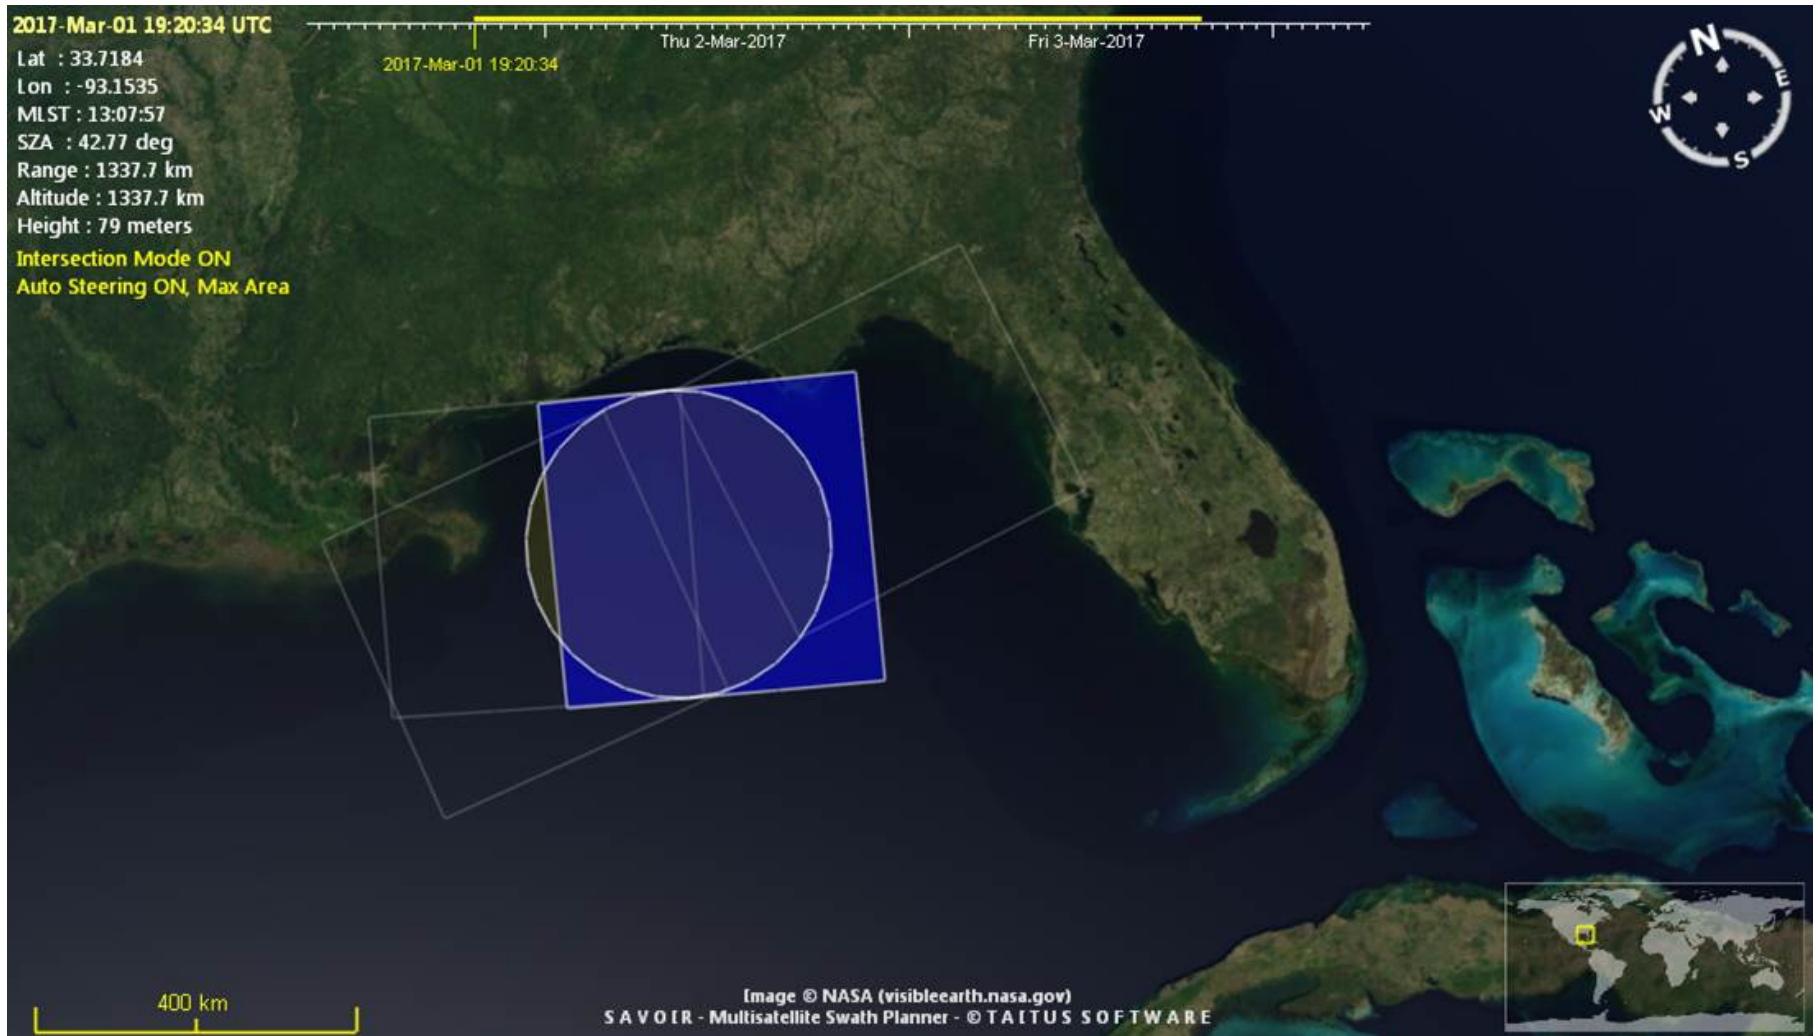 2017-Mar-01 19:20:34 UTC
Lat : 33.7184
Lon : -93.1535
MLST : 13:07:57
SZA : 42.77 deg
Range : 1337.7 km
Altitude : 1337.7 km
Height : 79 meters
Intersection Mode ON
Auto Steering ON, Max Area
Thu 2-Mar-2017
Fri 3-Mar-2017
2017-Mar-01 19:20:34
N
E
W
S
400 km
Image © NASA (visibleearth.nasa.gov)
SAVOIR - Multisatellite Swath Planner - © TAITUS SOFTWARE